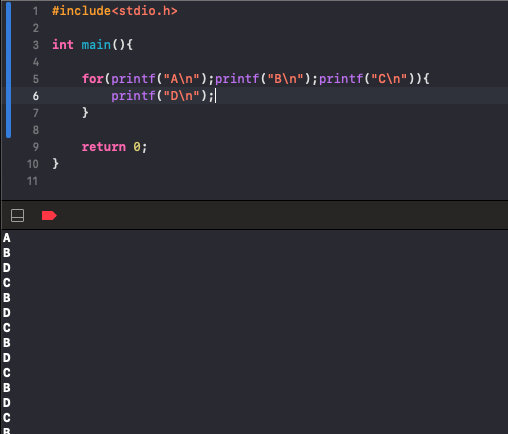 1 #include<stdio.h>
2
3 int main(){
4
5 for(printf("A\n");printf("B\n");printf("C\n")){
6 printf("D\n");
7 }
8
9 return 0;
10 }
11
A
B
D
C
B
D
C
B
D
C
B
D
C
B